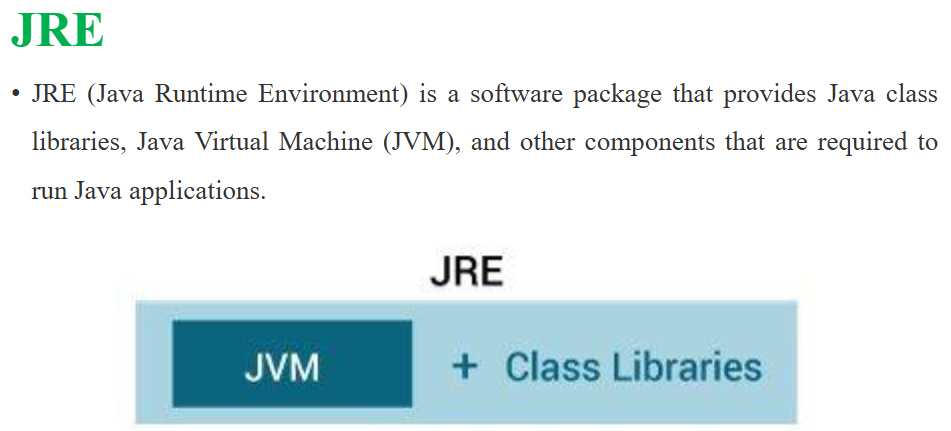 JRE
• JRE (Java Runtime Environment) is a software package that provides Java class
libraries, Java Virtual Machine (JVM), and other components that are required to
run Java applications.
JRE
JVM + Class Libraries